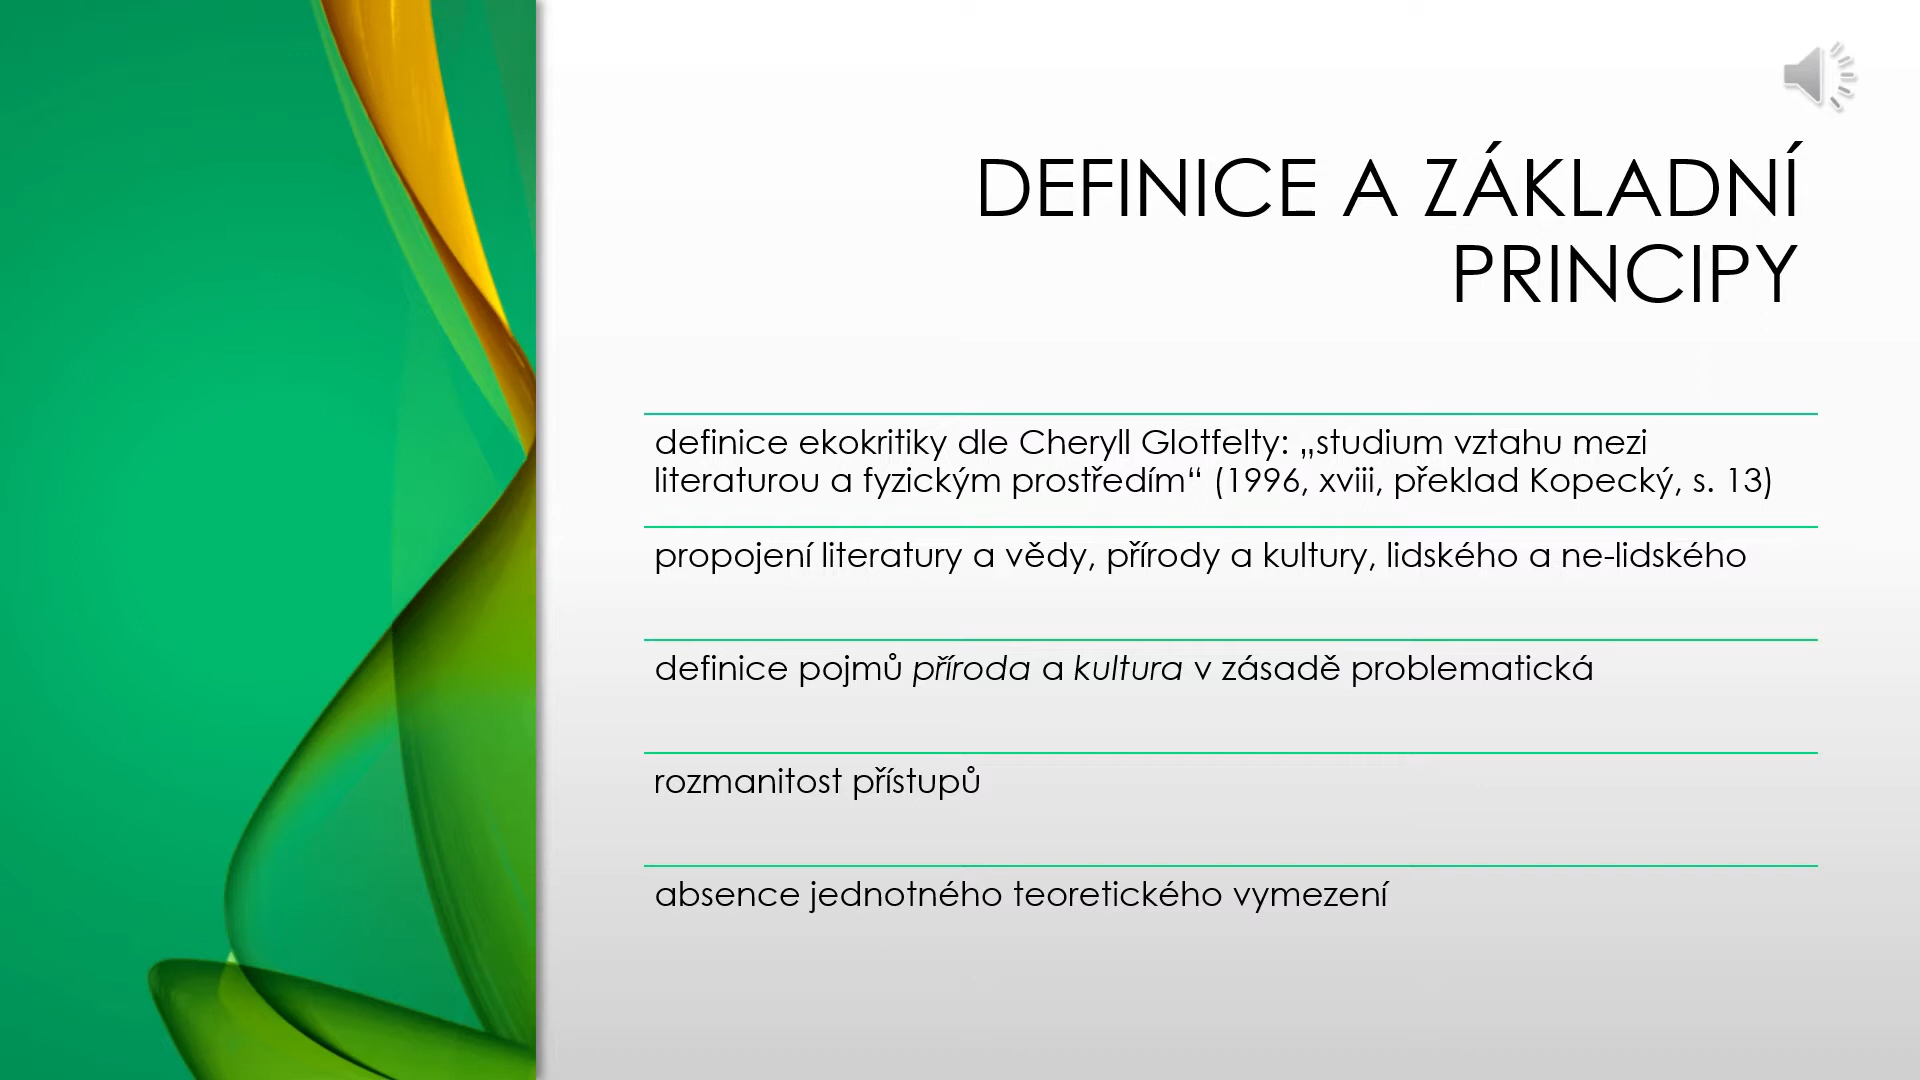 DEFINICE A ZÁKLADNÍ
PRINCIPY
definice ekokritiky dle Cheryll Glotfelty: „studium vztahu mezi
literaturou a fyzickým prostředím“ (1996, xviii, překlad Kopecký, s. 13)
propojení literatury a vědy, přírody a kultury, lidského a ne-lidského
definice pojmů příroda a kultura v zásadě problematická
rozmanitost přístupů
absence jednotného teoretického vymezení